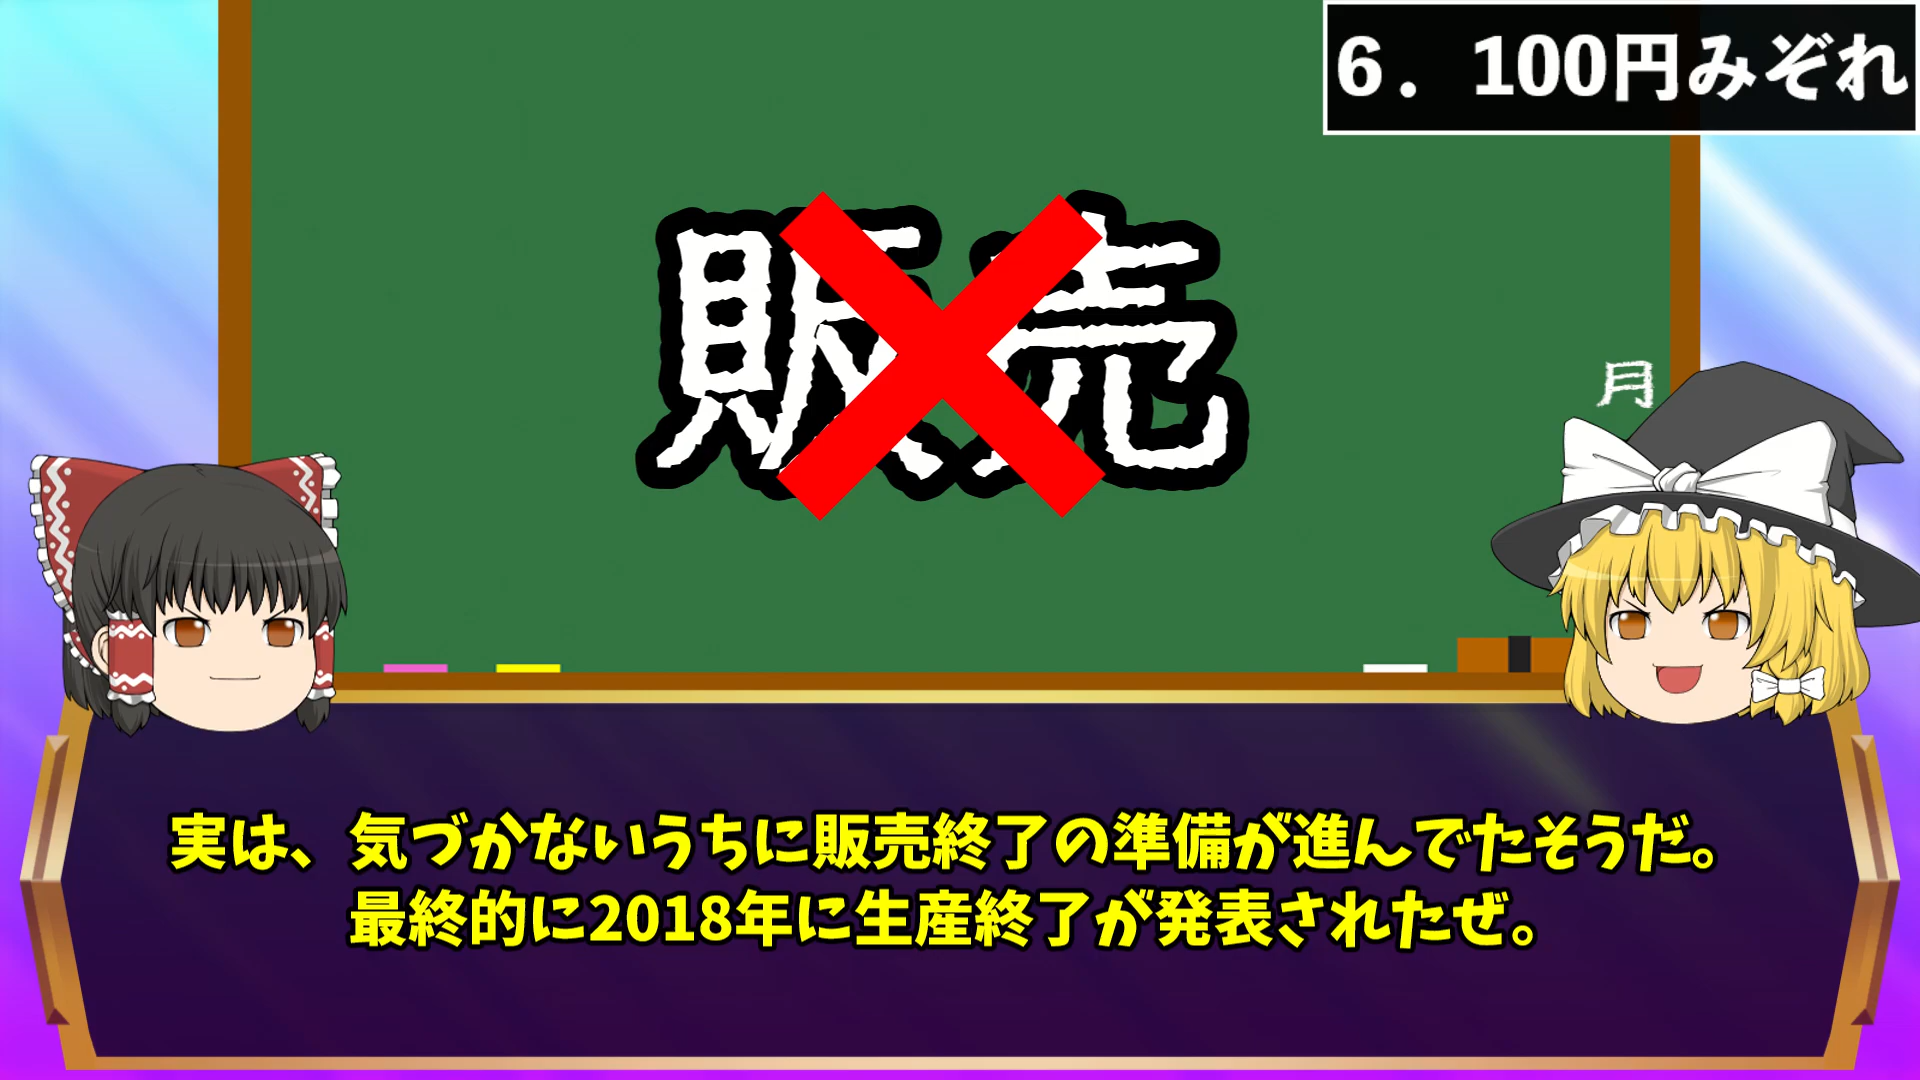 6. 100円みぞれ
販売
月
実は、気づかないうちに販売終了の準備が進んでたそうだ。
最終的に2018年に生産終了が発表されたぜ。